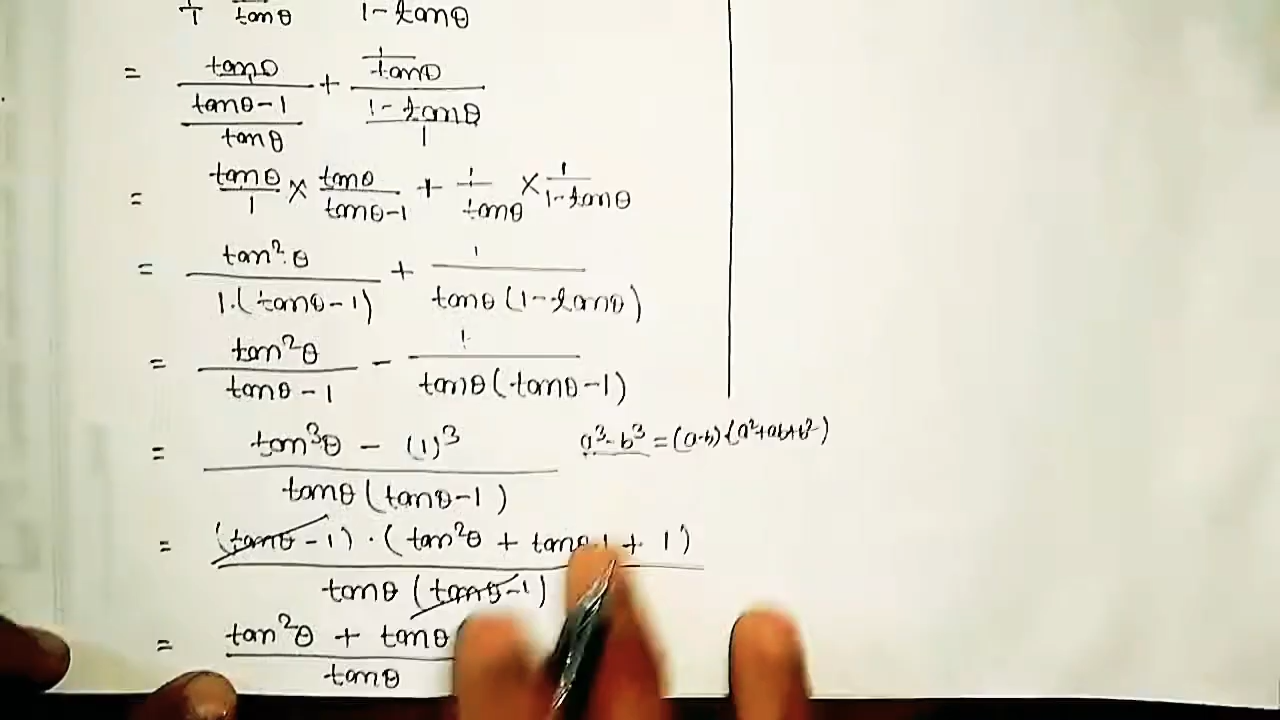 1/1 1/tanθ 1-tanθ
= tanθ/((tanθ-1)/tanθ) + (1/tanθ)/((1-tanθ)/1)
= tanθ/1 × tanθ/(tanθ-1) + 1/tanθ × 1/(1-tanθ)
= tan²θ/(1.(tanθ-1)) + 1/(tanθ(1-tanθ))
= tan²θ/(tanθ-1) - 1/(tanθ(tanθ-1))
= (tan³θ - (1)³)/(tanθ(tanθ-1)) a³-b³=(a-b)(a²+ab+b²)
= (tanθ-1).(tan²θ + tanθ.1 + 1)/(tanθ(tanθ-1))
= tan²θ + tanθ / tanθ